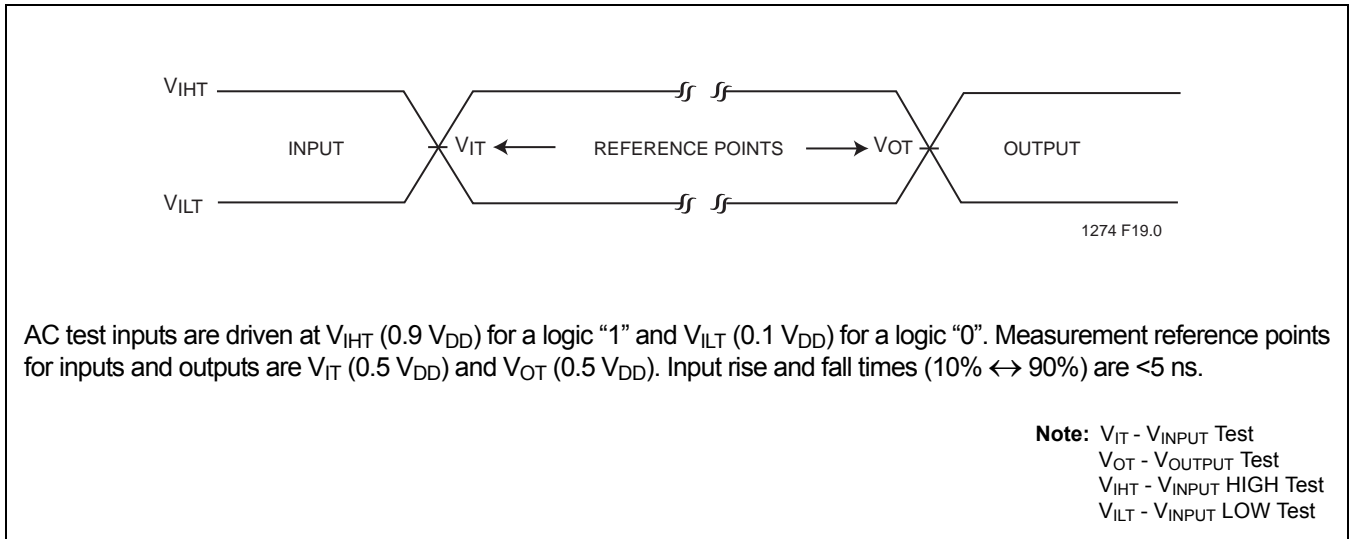 VIHT
INPUT VIT ← REFERENCE POINTS → VOT OUTPUT
VILT
1274 F19.0
AC test inputs are driven at VIHT (0.9 VDD) for a logic “1” and VILT (0.1 VDD) for a logic “0”. Measurement reference points
for inputs and outputs are VIT (0.5 VDD) and VOT (0.5 VDD). Input rise and fall times (10% ↔ 90%) are <5 ns.
Note: VIT - VINPUT Test
VOT - VOUTPUT Test
VIHT - VINPUT HIGH Test
VILT - VINPUT LOW Test